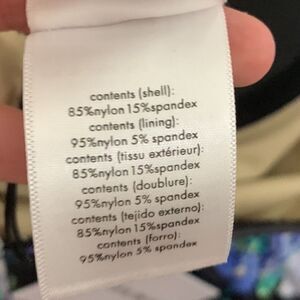 contents (shell):
85%nylon 15%spandex
contents (lining):
95%nylon 5% spandex
contents (tissu extérieur):
85%nylon 15%spandex
contents (doublure):
95%nylon 5% spandex
contents (tejido externo):
85%nylon 15%spandex
contents (forro):
95%nylon 5% spandex